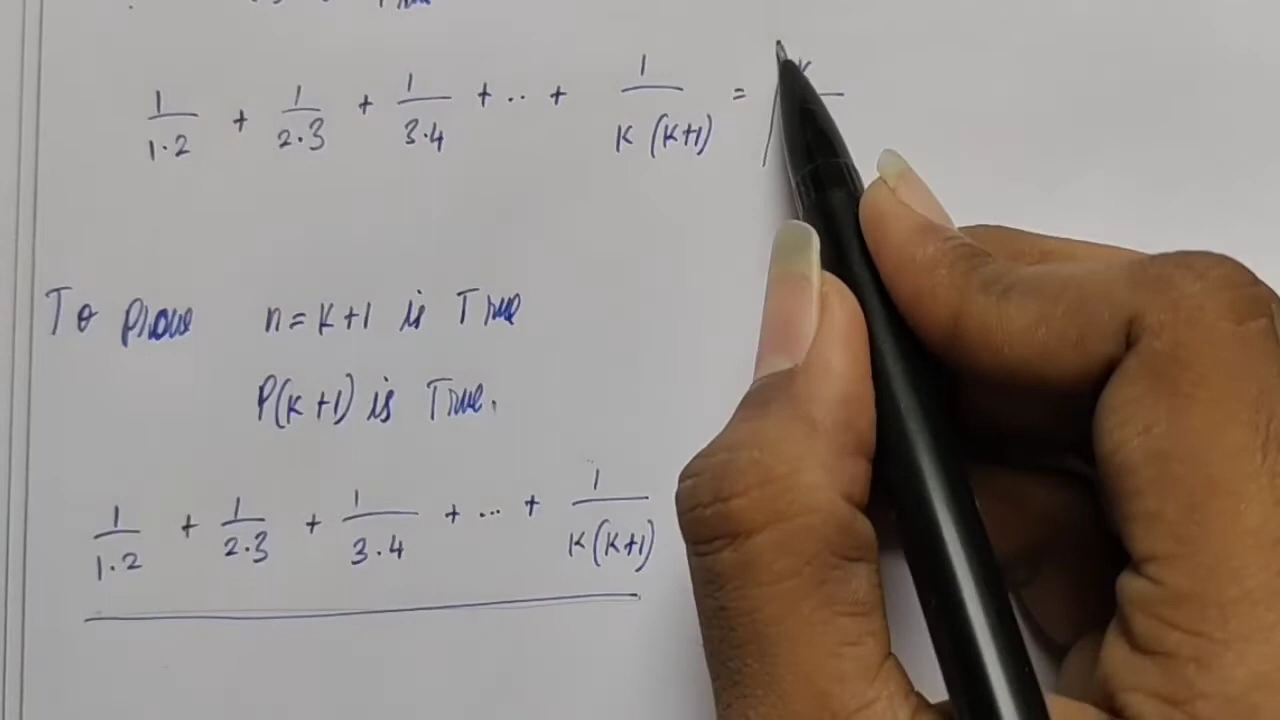 1/1·2 + 1/2·3 + 1/3·4 + ·· + 1/K(K+1) = K/
To Prove n=K+1 is True
P(K+1) is True.
1/1·2 + 1/2·3 + 1/3·4 + ... + 1/K(K+1)